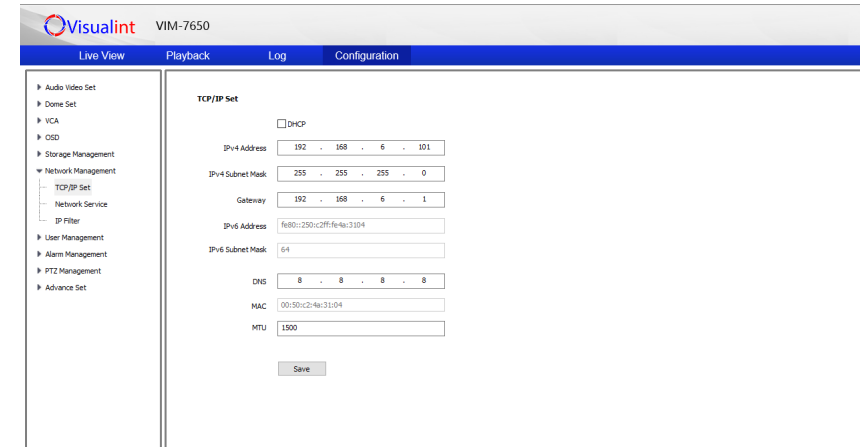 Visualint VIM-7650
Live View Playback Log Configuration
Audio Video Set
Dome Set
VCA
OSD
Storage Management
Network Management
TCP/IP Set
Network Service
IP Filter
User Management
Alarm Management
PTZ Management
Advance Set
TCP/IP Set
DHCP
IPv4 Address 192 . 168 . 6 . 101
IPv4 Subnet Mask 255 . 255 . 255 . 0
Gateway 192 . 168 . 6 . 1
IPv6 Address fe80::250:c2ff:fe4a:3104
IPv6 Subnet Mask 64
DNS 8 . 8 . 8 . 8
MAC 00:50:c2:4a:31:04
MTU 1500
Save